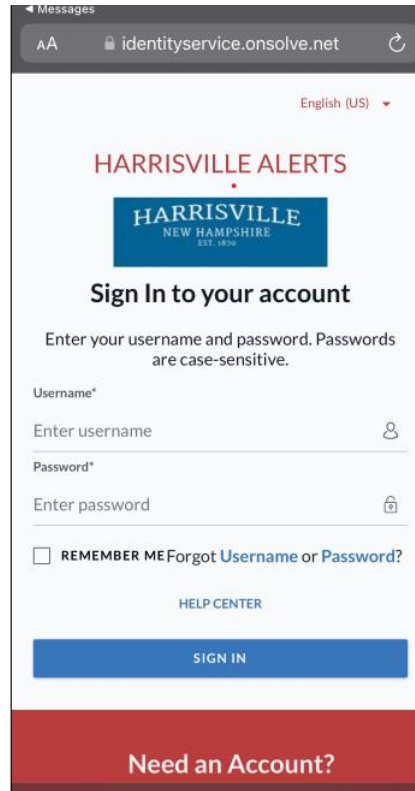 ◀ Messages
AA identityservice.onsolve.net
English (US)
HARRISVILLE ALERTS
HARRISVILLE
NEW HAMPSHIRE
EST. 1870
Sign In to your account
Enter your username and password. Passwords
are case-sensitive.
Username*
Enter username
Password*
Enter password
REMEMBER ME Forgot Username or Password?
HELP CENTER
SIGN IN
Need an Account?